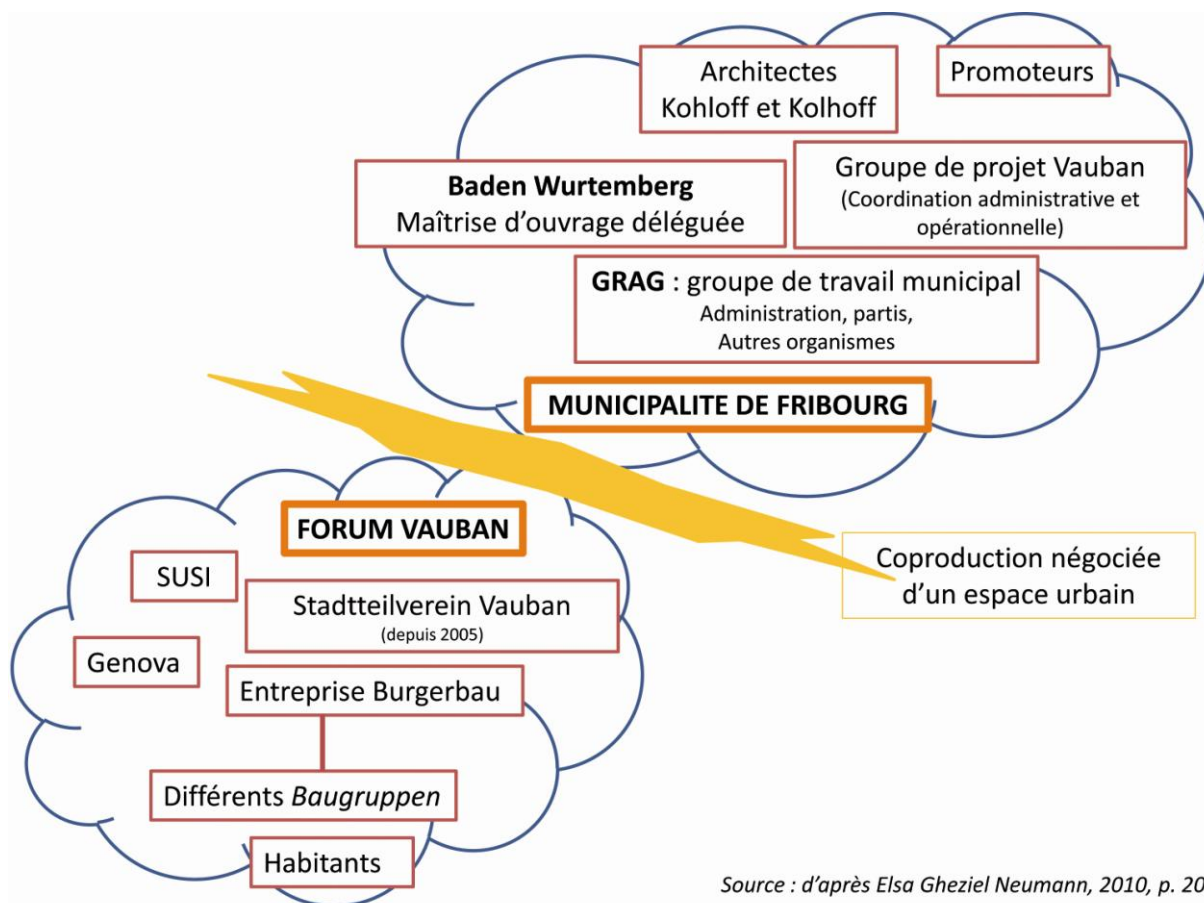 Architectes
Kohloff et Kolhoff
Promoteurs
Baden Wurtemberg
Maîtrise d'ouvrage déléguée
Groupe de projet Vauban
(Coordination administrative et
opérationnelle)
GRAG : groupe de travail municipal
Administration, partis,
Autres organismes
MUNICIPALITE DE FRIBOURG
FORUM VAUBAN
SUSI
Stadtteilverein Vauban
(depuis 2005)
Genova
Entreprise Burgerbau
Différents Baugruppen
Habitants
Coproduction négociée
d'un espace urbain
Source : d'après Elsa Gheziel Neumann, 2010, p. 20